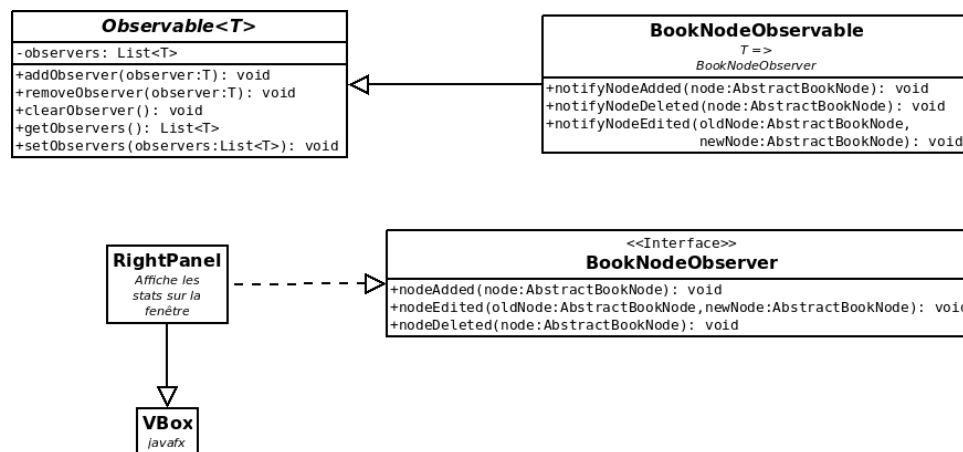 Observable<T>
-observers: List<T>
+addObserver(observer:T): void
+removeObserver(observer:T): void
+clearObserver(): void
+getObservers(): List<T>
+setObservers(observers:List<T>): void
BookNodeObservable
T =>
BookNodeObserver
+notifyNodeAdded(node:AbstractBookNode): void
+notifyNodeDeleted(node:AbstractBookNode): void
+notifyNodeEdited(oldNode:AbstractBookNode,
newNode:AbstractBookNode): void
RightPanel
Affiche les
stats sur la
fenêtre
<<Interface>>
BookNodeObserver
+nodeAdded(node:AbstractBookNode): void
+nodeEdited(oldNode:AbstractBookNode,newNode:AbstractBookNode): void
+nodeDeleted(node:AbstractBookNode): void
VBox
javafx